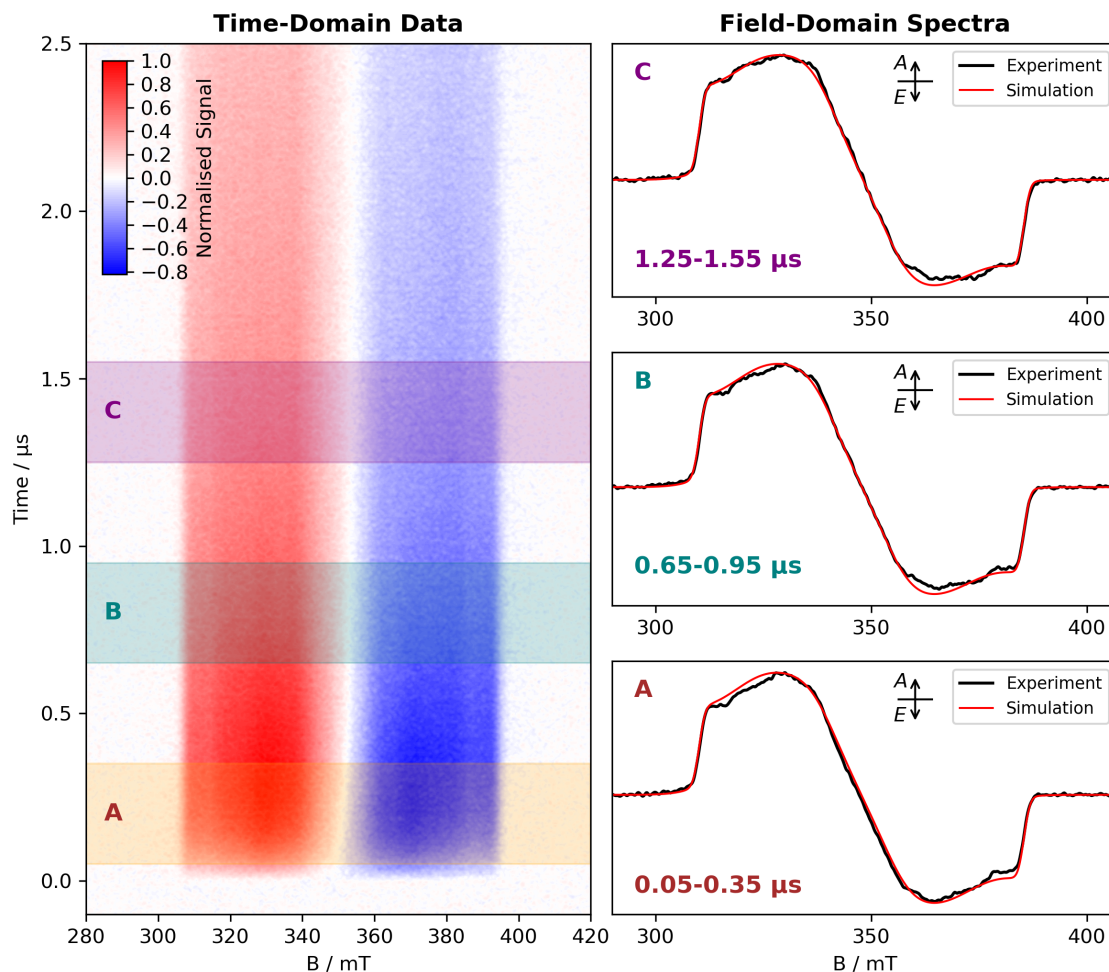 Time-Domain Data
Field-Domain Spectra
2.5
2.0
1.5
1.0
0.5
0.0
Time / µs
1.0
0.8
0.6
0.4
0.2
0.0
−0.2
−0.4
−0.6
−0.8
Normalised Signal
C
B
A
280 300 320 340 360 380 400 420
B / mT
C
A
E
Experiment
Simulation
1.25-1.55 µs
300 350 400
B
A
E
Experiment
Simulation
0.65-0.95 µs
300 350 400
A
A
E
Experiment
Simulation
0.05-0.35 µs
300 350 400
B / mT